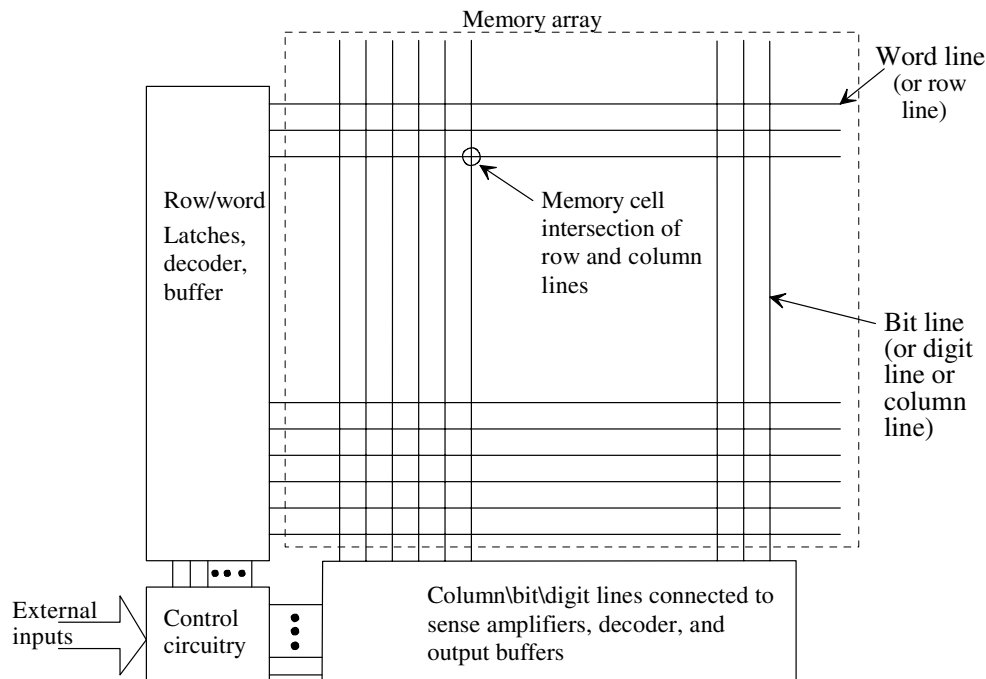 Memory array
Word line
(or row
line)
Row/word
Latches,
decoder,
buffer
Memory cell
intersection of
row and column
lines
Bit line
(or digit
line or
column
line)
External
inputs
Control
circuitry
Column\bit\digit lines connected to
sense amplifiers, decoder, and
output buffers